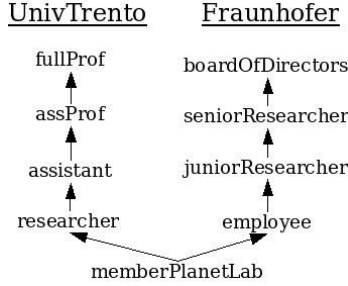 UnivTrento
fullProf
assProf
assistant
researcher
Fraunhofer
boardOfDirectors
seniorResearcher
juniorResearcher
employee
memberPlanetLab